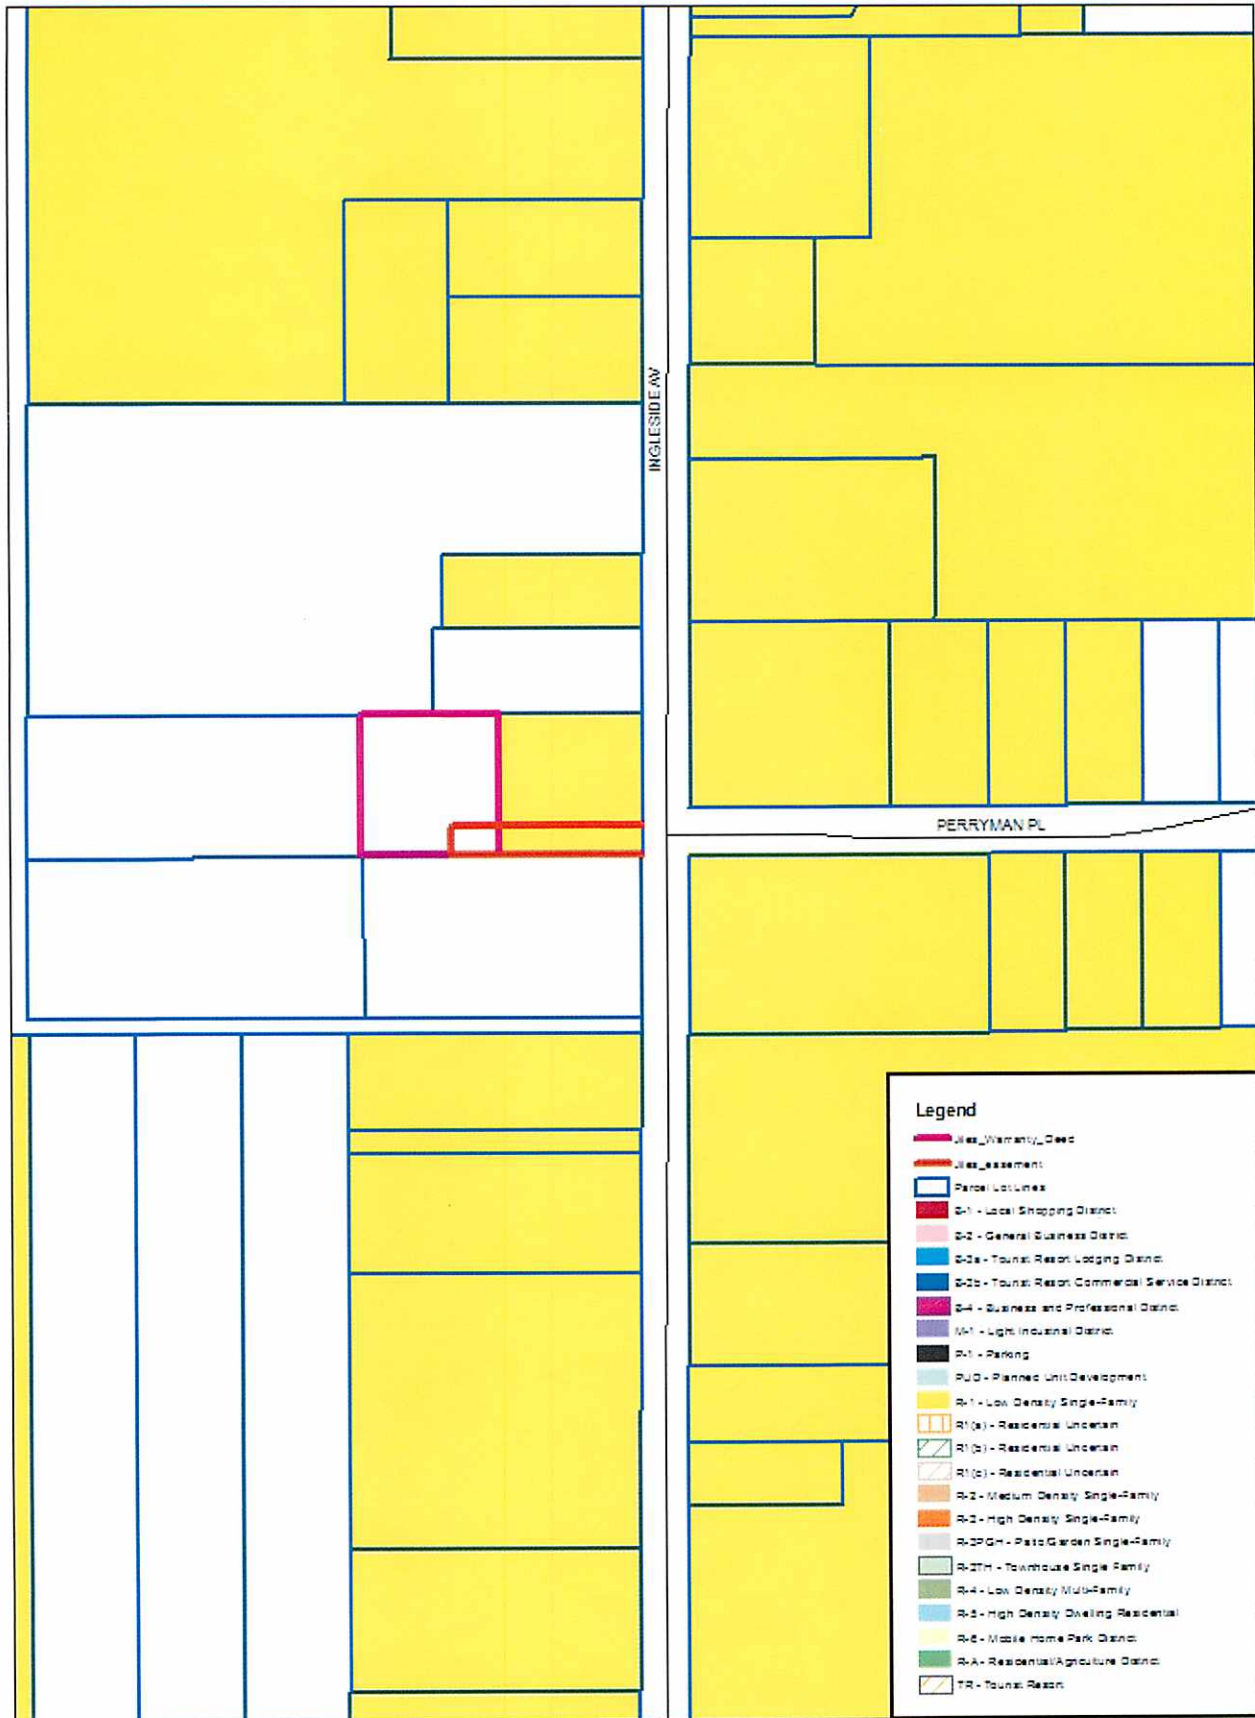 INGLESIDE AV
PERRYMAN PL
Legend
Jiles_Warranty_Deed
Jiles_easement
Parcel Lot Lines
B-1 - Local Shopping District
B-2 - General Business District
B-2a - Tourist Resort Lodging District
B-2b - Tourist Resort Commercial Service District
B-4 - Business and Professional District
M-1 - Light Industrial District
P-1 - Parking
PUD - Planned Unit Development
R-1 - Low Density Single-Family
R1(a) - Residential Uncertain
R1(b) - Residential Uncertain
R1(c) - Residential Uncertain
R-2 - Medium Density Single-Family
R-3 - High Density Single-Family
R-3PGH - Patio/Garden Single-Family
R-3TH - Townhouse Single Family
R-4 - Low Density Multi-Family
R-5 - High Density Dwelling Residential
R-6 - Mobile Home Park District
R-A - Residential/Agriculture District
TR - Tourist Resort